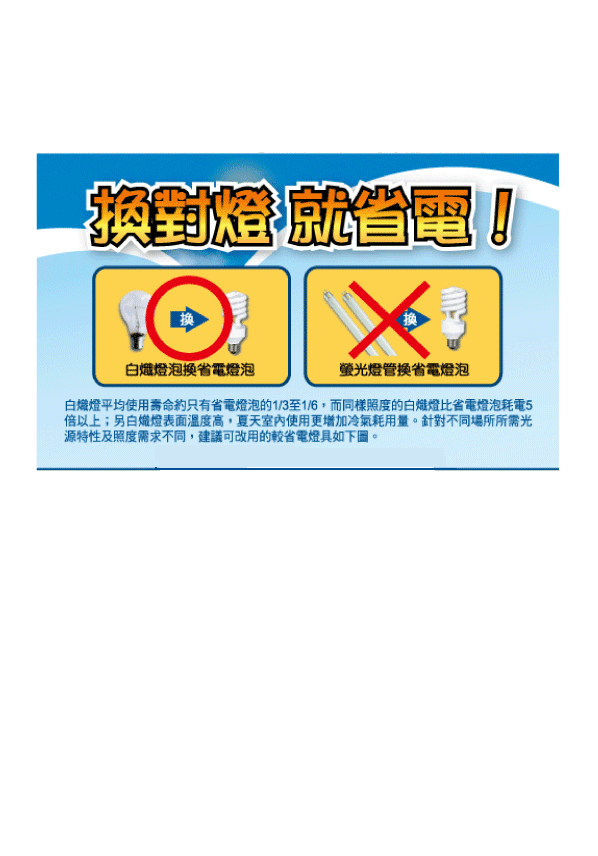 換對燈 就省電！
換
白熾燈泡換省電燈泡
換
螢光燈管換省電燈泡
白熾燈平均使用壽命約只有省電燈泡的1/3至1/6，而同樣照度的白熾燈比省電燈泡耗電5
倍以上；另白熾燈表面溫度高，夏天室內使用更增加冷氣耗用量。針對不同場所所需光
源特性及照度需求不同，建議可改用的較省電燈具如下圖。